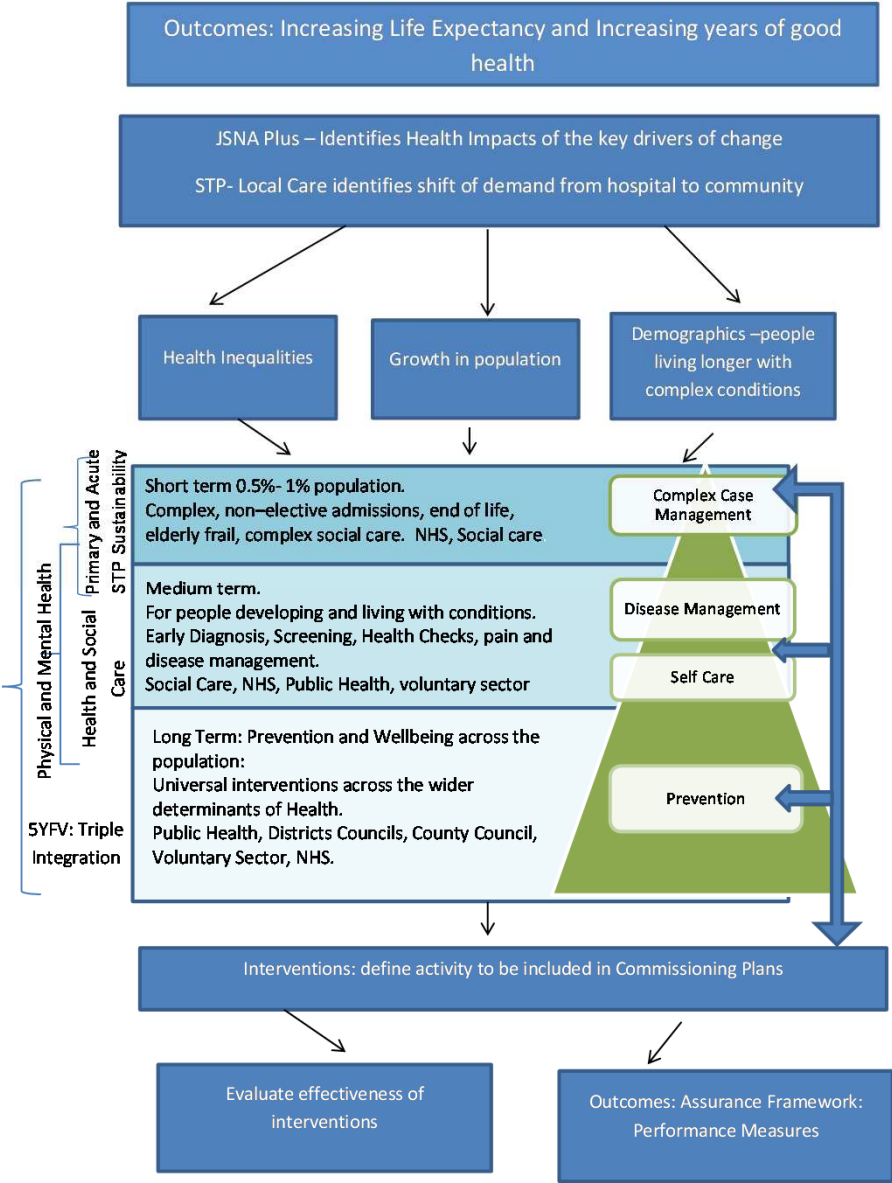 Outcomes: Increasing Life Expectancy and Increasing years of good
health
JSNA Plus – Identifies Health Impacts of the key drivers of change
STP- Local Care identifies shift of demand from hospital to community
Health Inequalities
Growth in population
Demographics –people
living longer with
complex conditions
Primary and Acute
STP Sustainability
Short term 0.5%- 1% population.
Complex, non–elective admissions, end of life,
elderly frail, complex social care.  NHS, Social care
Complex Case
Management
Physical and Mental Health
Health and Social
Care
Medium term.
For people developing and living with conditions.
Early Diagnosis, Screening, Health Checks, pain and
disease management.
Social Care, NHS, Public Health, voluntary sector
Disease Management
Self Care
5YFV: Triple
Integration
Long Term: Prevention and Wellbeing across the
population:
Universal interventions across the wider
determinants of Health.
Public Health, Districts Councils, County Council,
Voluntary Sector, NHS.
Prevention
Interventions: define activity to be included in Commissioning Plans
Evaluate effectiveness of
interventions
Outcomes: Assurance Framework:
Performance Measures